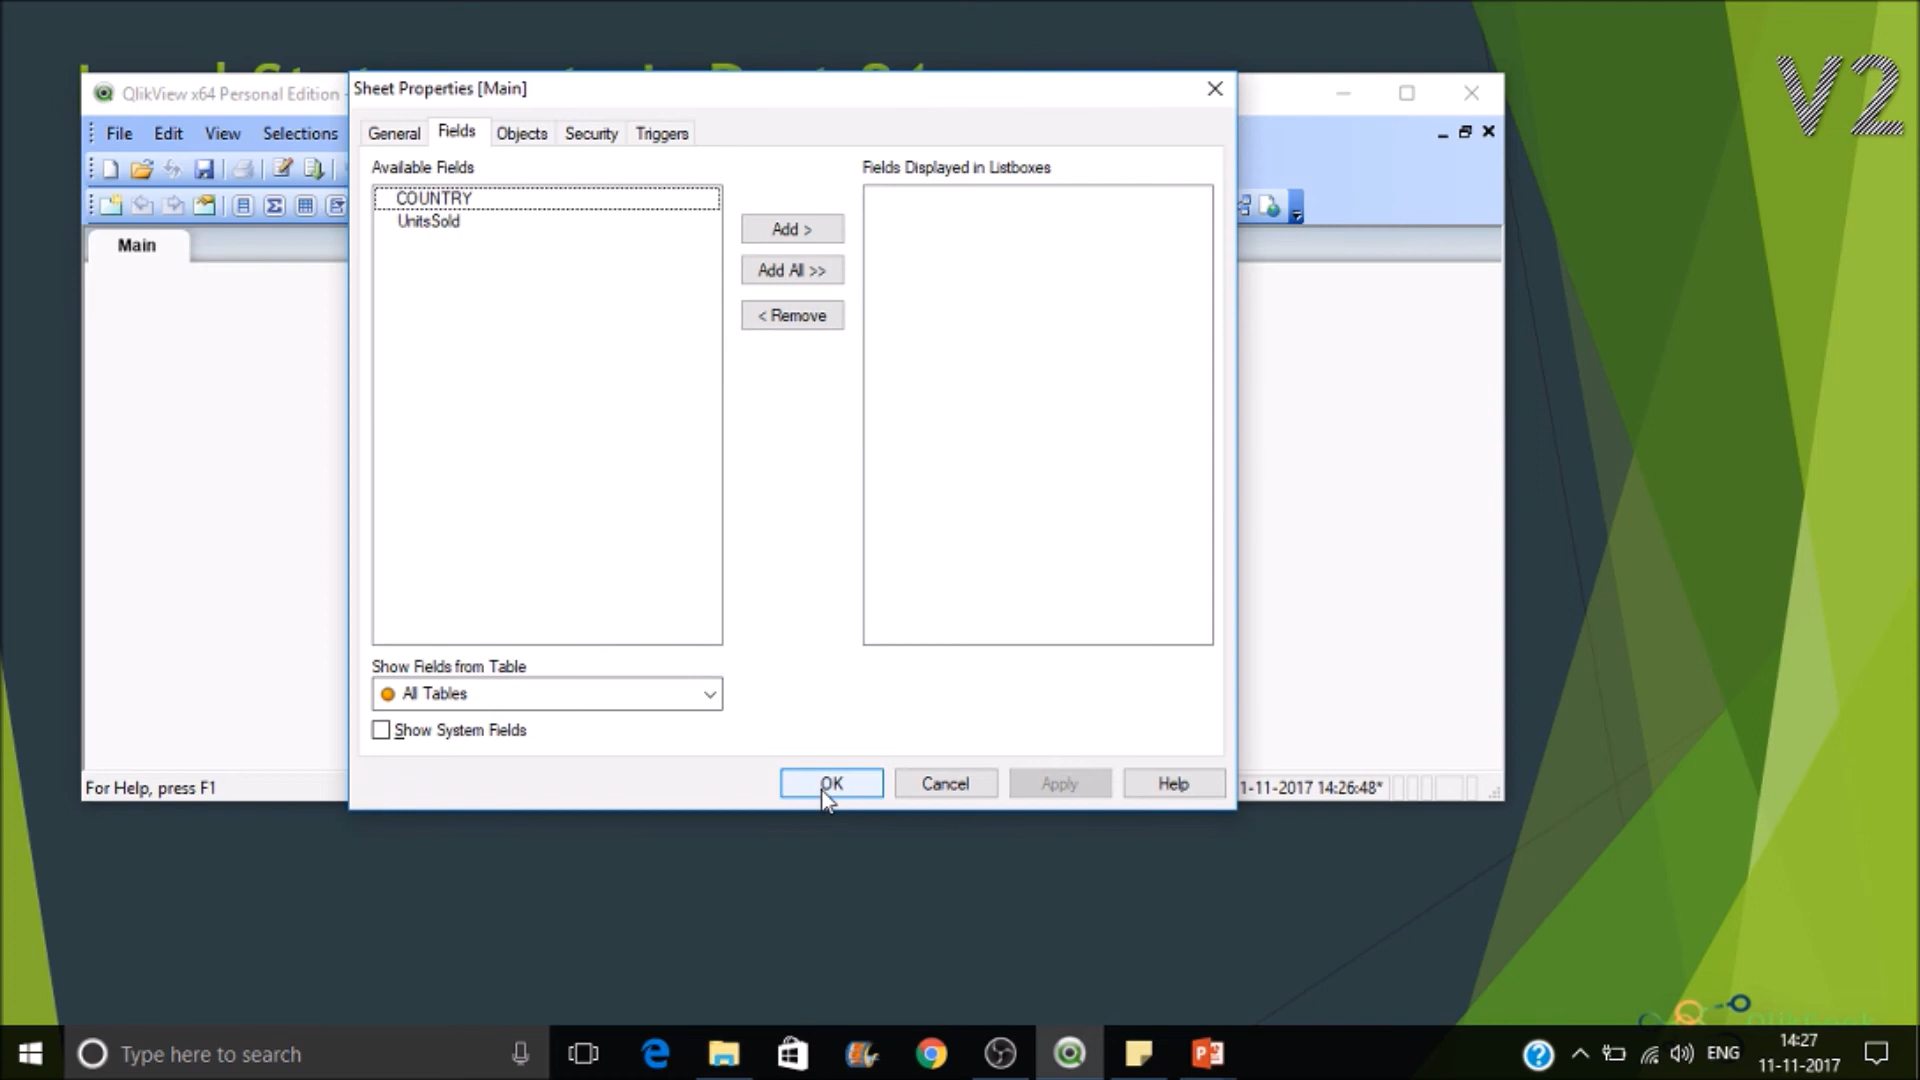 V2
QlikView x64 Personal Edition -
Sheet Properties [Main]
File Edit View Selections
General Fields Objects Security Triggers
Available Fields
Fields Displayed in Listboxes
COUNTRY
UnitsSold
Add >
Add All >>
< Remove
Main
Show Fields from Table
All Tables
Show System Fields
OK Cancel Apply Help
For Help, press F1
1-11-2017 14:26:48*
Type here to search
ENG
14:27
11-11-2017